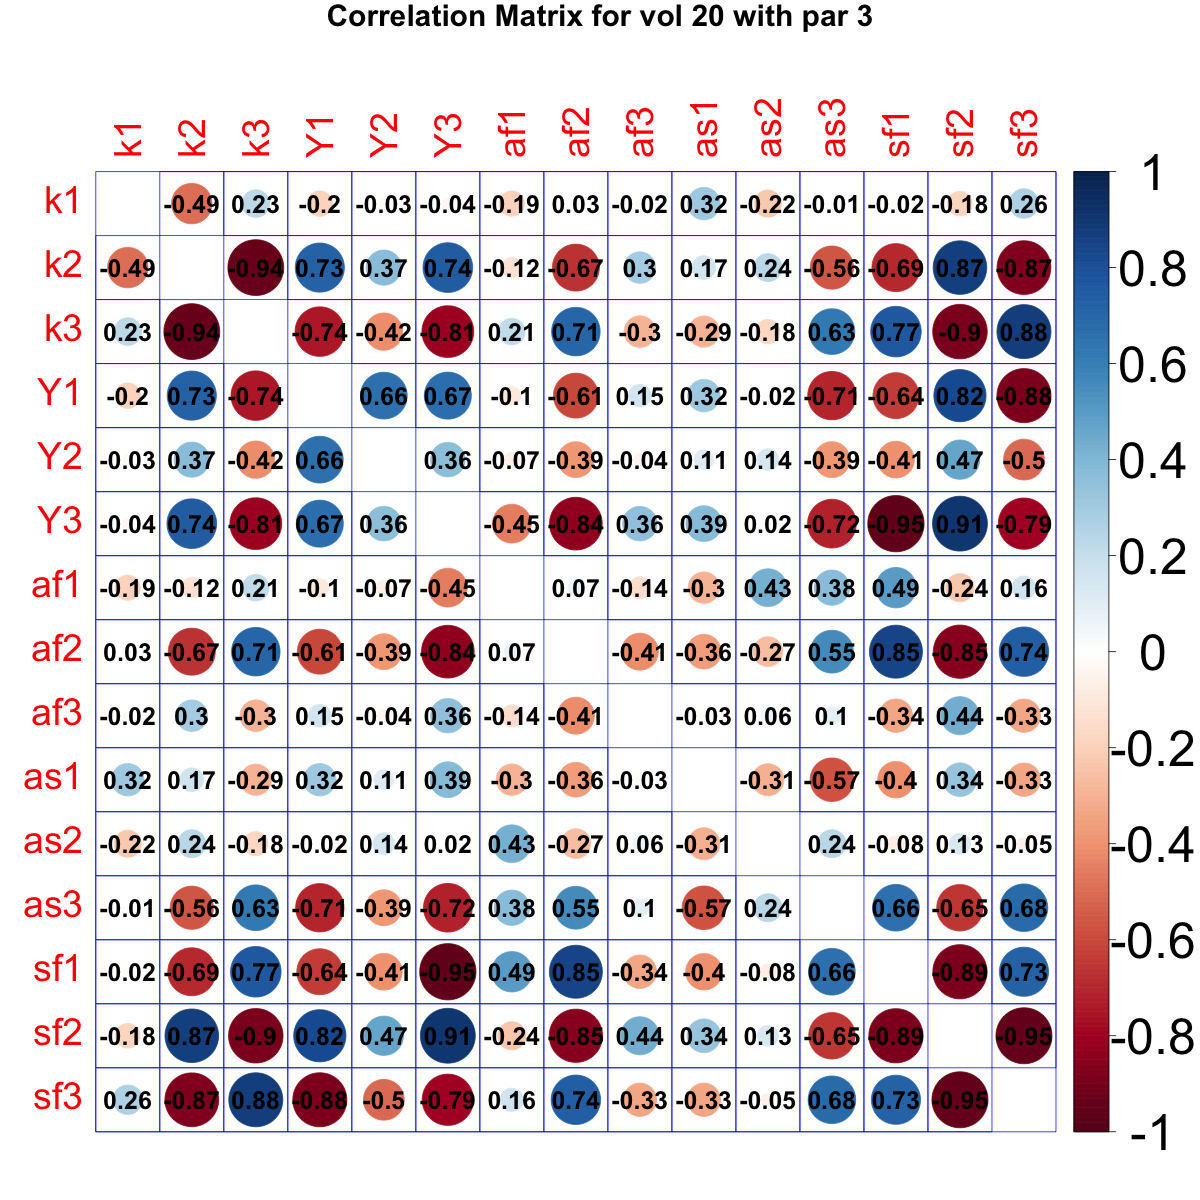 Correlation Matrix for vol 20 with par 3
k1 k2 k3 Y1 Y2 Y3 af1 af2 af3 as1 as2 as3 sf1 sf2 sf3
k1 -0.49 0.23 -0.2 -0.03 -0.04 -0.19 0.03 -0.02 0.32 -0.22 -0.01 -0.02 -0.18 0.26
k2 -0.49 -0.94 0.73 0.37 0.74 -0.12 -0.67 0.3 0.17 0.24 -0.56 -0.69 0.87 -0.87
k3 0.23 -0.94 -0.74 -0.42 -0.81 0.21 0.71 -0.3 -0.29 -0.18 0.63 0.77 -0.9 0.88
Y1 -0.2 0.73 -0.74 0.66 0.67 -0.1 -0.61 0.15 0.32 -0.02 -0.71 -0.64 0.82 -0.88
Y2 -0.03 0.37 -0.42 0.66 0.36 -0.07 -0.39 -0.04 0.11 0.14 -0.39 -0.41 0.47 -0.5
Y3 -0.04 0.74 -0.81 0.67 0.36 -0.45 -0.84 0.36 0.39 0.02 -0.72 -0.95 0.91 -0.79
af1 -0.19 -0.12 0.21 -0.1 -0.07 -0.45 0.07 -0.14 -0.3 0.43 0.38 0.49 -0.24 0.16
af2 0.03 -0.67 0.71 -0.61 -0.39 -0.84 0.07 -0.41 -0.36 -0.27 0.55 0.85 -0.85 0.74
af3 -0.02 0.3 -0.3 0.15 -0.04 0.36 -0.14 -0.41 -0.03 0.06 0.1 -0.34 0.44 -0.33
as1 0.32 0.17 -0.29 0.32 0.11 0.39 -0.3 -0.36 -0.03 -0.31 -0.57 -0.4 0.34 -0.33
as2 -0.22 0.24 -0.18 -0.02 0.14 0.02 0.43 -0.27 0.06 -0.31 0.24 -0.08 0.13 -0.05
as3 -0.01 -0.56 0.63 -0.71 -0.39 -0.72 0.38 0.55 0.1 -0.57 0.24 0.66 -0.65 0.68
sf1 -0.02 -0.69 0.77 -0.64 -0.41 -0.95 0.49 0.85 -0.34 -0.4 -0.08 0.66 -0.89 0.73
sf2 -0.18 0.87 -0.9 0.82 0.47 0.91 -0.24 -0.85 0.44 0.34 0.13 -0.65 -0.89 -0.95
sf3 0.26 -0.87 0.88 -0.88 -0.5 -0.79 0.16 0.74 -0.33 -0.33 -0.05 0.68 0.73 -0.95
1
0.8
0.6
0.4
0.2
0
-0.2
-0.4
-0.6
-0.8
-1